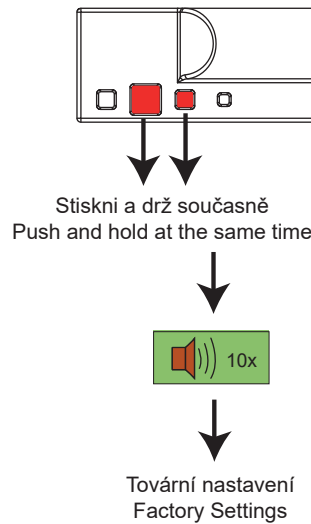 Stiskni a drž současně
Push and hold at the same time
10x
Tovární nastavení
Factory Settings